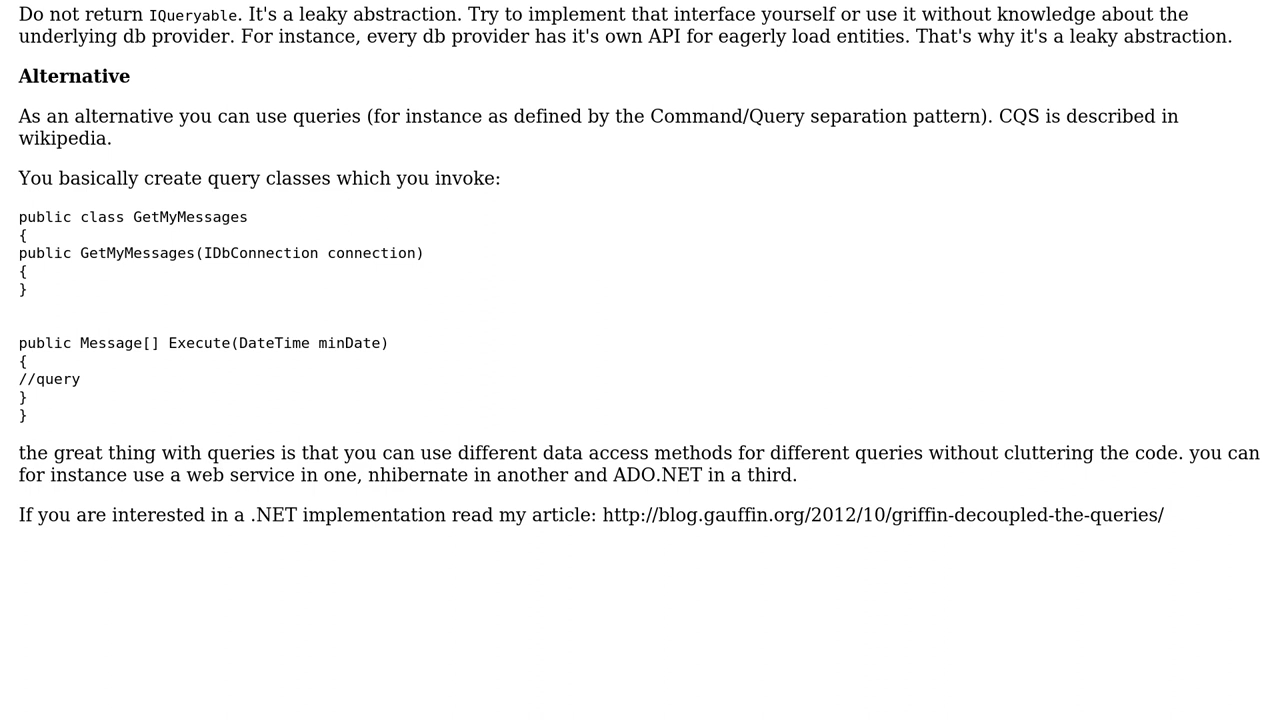 Do not return IQueryable. It's a leaky abstraction. Try to implement that interface yourself or use it without knowledge about the
underlying db provider. For instance, every db provider has it's own API for eagerly load entities. That's why it's a leaky abstraction.
Alternative
As an alternative you can use queries (for instance as defined by the Command/Query separation pattern). CQS is described in
wikipedia.
You basically create query classes which you invoke:
public class GetMyMessages
{
public GetMyMessages(IDbConnection connection)
{
}
public Message[] Execute(DateTime minDate)
{
//query
}
}
the great thing with queries is that you can use different data access methods for different queries without cluttering the code. you can
for instance use a web service in one, nhibernate in another and ADO.NET in a third.
If you are interested in a .NET implementation read my article: http://blog.gauffin.org/2012/10/griffin-decoupled-the-queries/